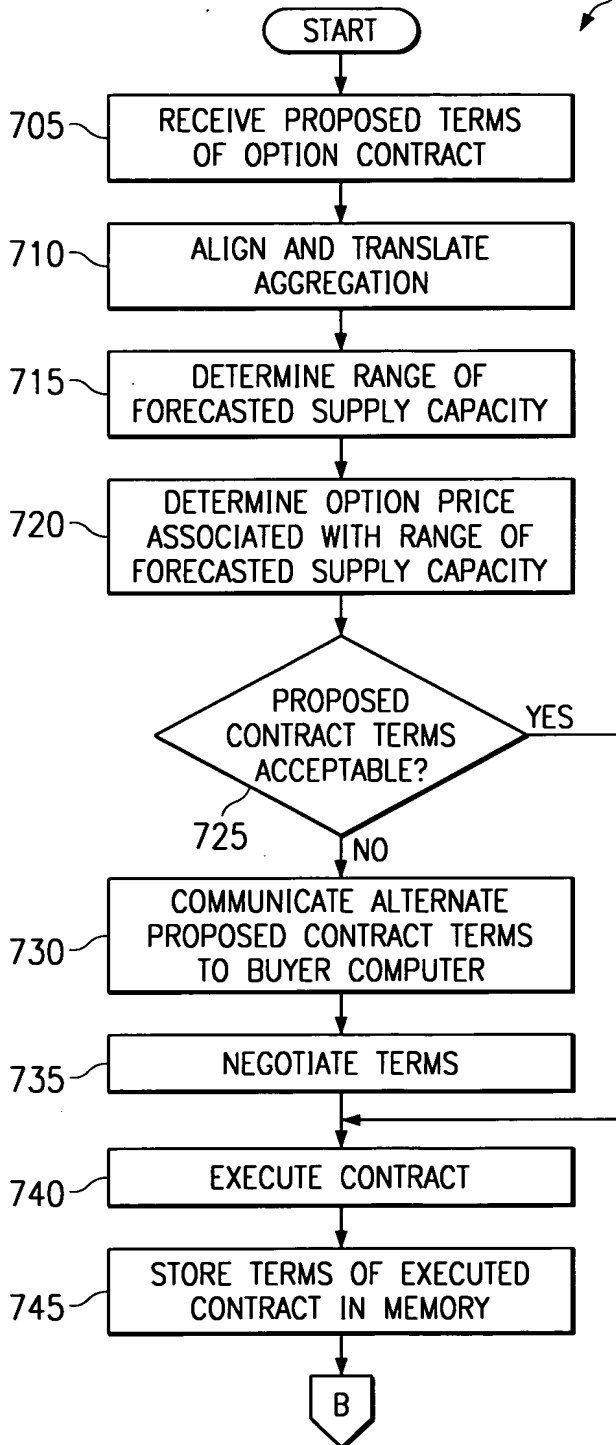 START
705
RECEIVE PROPOSED TERMS
OF OPTION CONTRACT
710
ALIGN AND TRANSLATE
AGGREGATION
715
DETERMINE RANGE OF
FORECASTED SUPPLY CAPACITY
720
DETERMINE OPTION PRICE
ASSOCIATED WITH RANGE OF
FORECASTED SUPPLY CAPACITY
PROPOSED
CONTRACT TERMS
ACCEPTABLE?
YES
725
NO
730
COMMUNICATE ALTERNATE
PROPOSED CONTRACT TERMS
TO BUYER COMPUTER
735
NEGOTIATE TERMS
740
EXECUTE CONTRACT
745
STORE TERMS OF EXECUTED
CONTRACT IN MEMORY
B